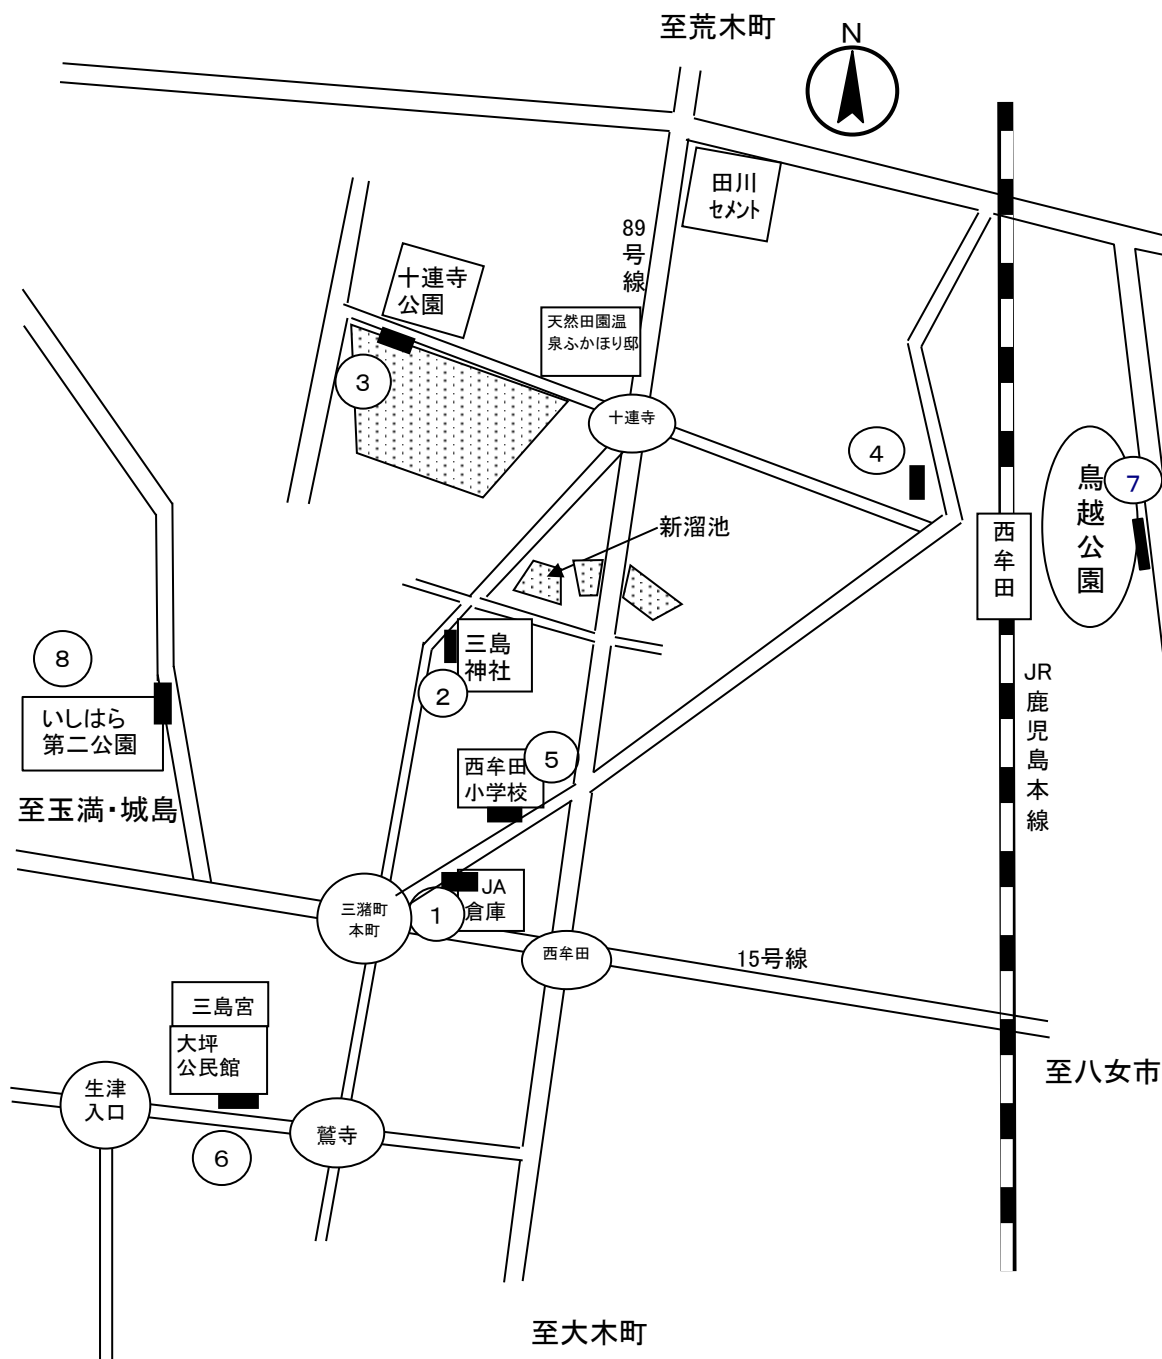 至荒木町
N
田川
セメント
89
号
線
十連寺
公園
天然田園温
泉ふかほり邸
3
十連寺
4
鳥
越
公
園
7
新溜池
西
牟
田
三島
神社
2
8
いしはら
第二公園
JR
鹿
児
島
本
線
西牟田
小学校
5
至玉満・城島
JA
倉庫
1
三潴町
本町
西牟田
15号線
三島宮
大坪
公民館
至八女市
生津
入口
鷲寺
6
至大木町